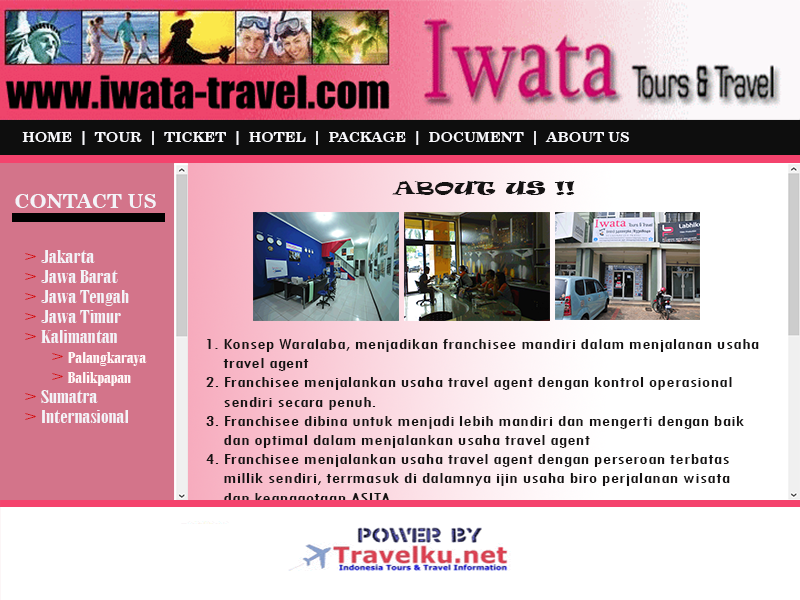 Iwata
www.iwata-travel.com
Tours & Travel
HOME | TOUR | TICKET | HOTEL | PACKAGE | DOCUMENT | ABOUT US
CONTACT US
> Jakarta
> Jawa Barat
> Jawa Tengah
> Jawa Timur
> Kalimantan
> Palangkaraya
> Balikpapan
> Sumatra
> Internasional
ABOUT US !!
Iwata Tours & Travel
1. Konsep Waralaba, menjadikan franchisee mandiri dalam menjalanan usaha
travel agent
2. Franchisee menjalankan usaha travel agent dengan kontrol operasional
sendiri secara penuh.
3. Franchisee dibina untuk menjadi lebih mandiri dan mengerti dengan baik
dan optimal dalam menjalankan usaha travel agent
4. Franchisee menjalankan usaha travel agent dengan perseroan terbatas
millik sendiri, terrmasuk di dalamnya ijin usaha biro perjalanan wisata
dan keanggotaan ASITA
POWER BY
Travelku.net
Indonesia Tours & Travel Information